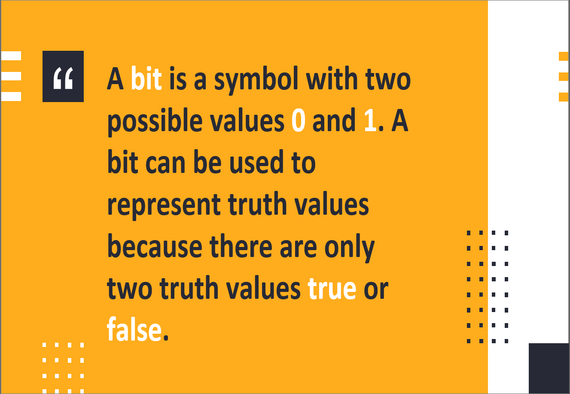 “
A bit is a symbol with two
possible values 0 and 1. A
bit can be used to
represent truth values
because there are only
two truth values true or
false.